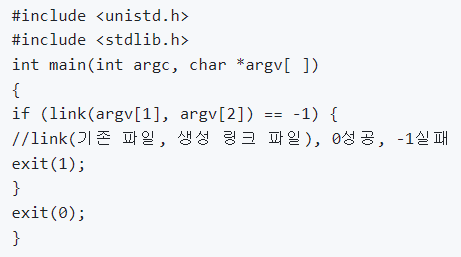 #include <unistd.h>
#include <stdlib.h>
int main(int argc, char *argv[ ])
{
if (link(argv[1], argv[2]) == -1) {
//link(기존 파일, 생성 링크 파일), 0성공, -1실패
exit(1);
}
exit(0);
}